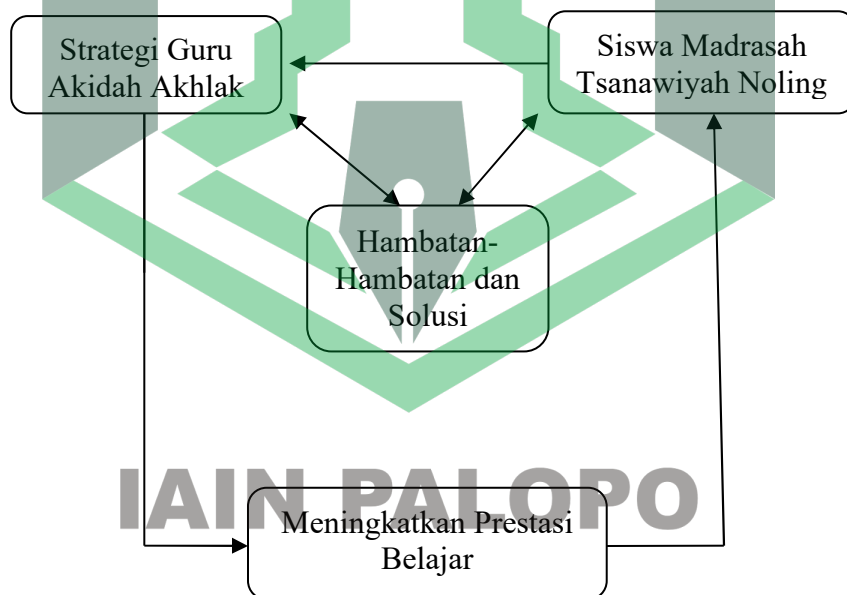 Strategi Guru
Akidah Akhlak
Siswa Madrasah
Tsanawiyah Noling
Hambatan-
Hambatan dan
Solusi
IAIN PALOPO
Meningkatkan Prestasi
Belajar